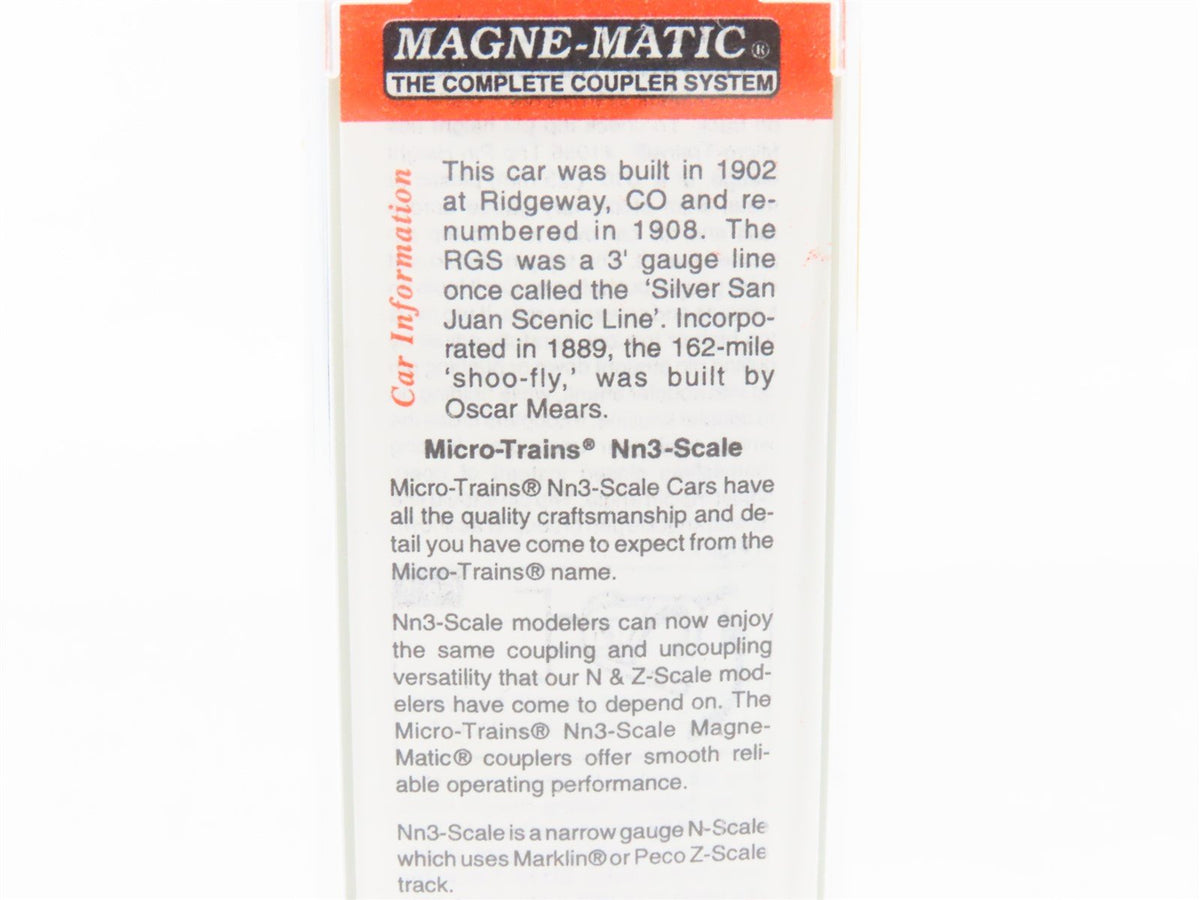 MAGNE-MATIC®
THE COMPLETE COUPLER SYSTEM
Car Information
This car was built in 1902
at Ridgeway, CO and re-
numbered in 1908. The
RGS was a 3' gauge line
once called the ‘Silver San
Juan Scenic Line’. Incorpo-
rated in 1889, the 162-mile
‘shoo-fly,’ was built by
Oscar Mears.
Micro-Trains® Nn3-Scale
Micro-Trains® Nn3-Scale Cars have
all the quality craftsmanship and de-
tail you have come to expect from the
Micro-Trains® name.
Nn3-Scale modelers can now enjoy
the same coupling and uncoupling
versatility that our N & Z-Scale mod-
elers have come to depend on. The
Micro-Trains® Nn3-Scale Magne-
Matic® couplers offer smooth reli-
able operating performance.
Nn3-Scale is a narrow gauge N-Scale
which uses Marklin® or Peco Z-Scale
track.